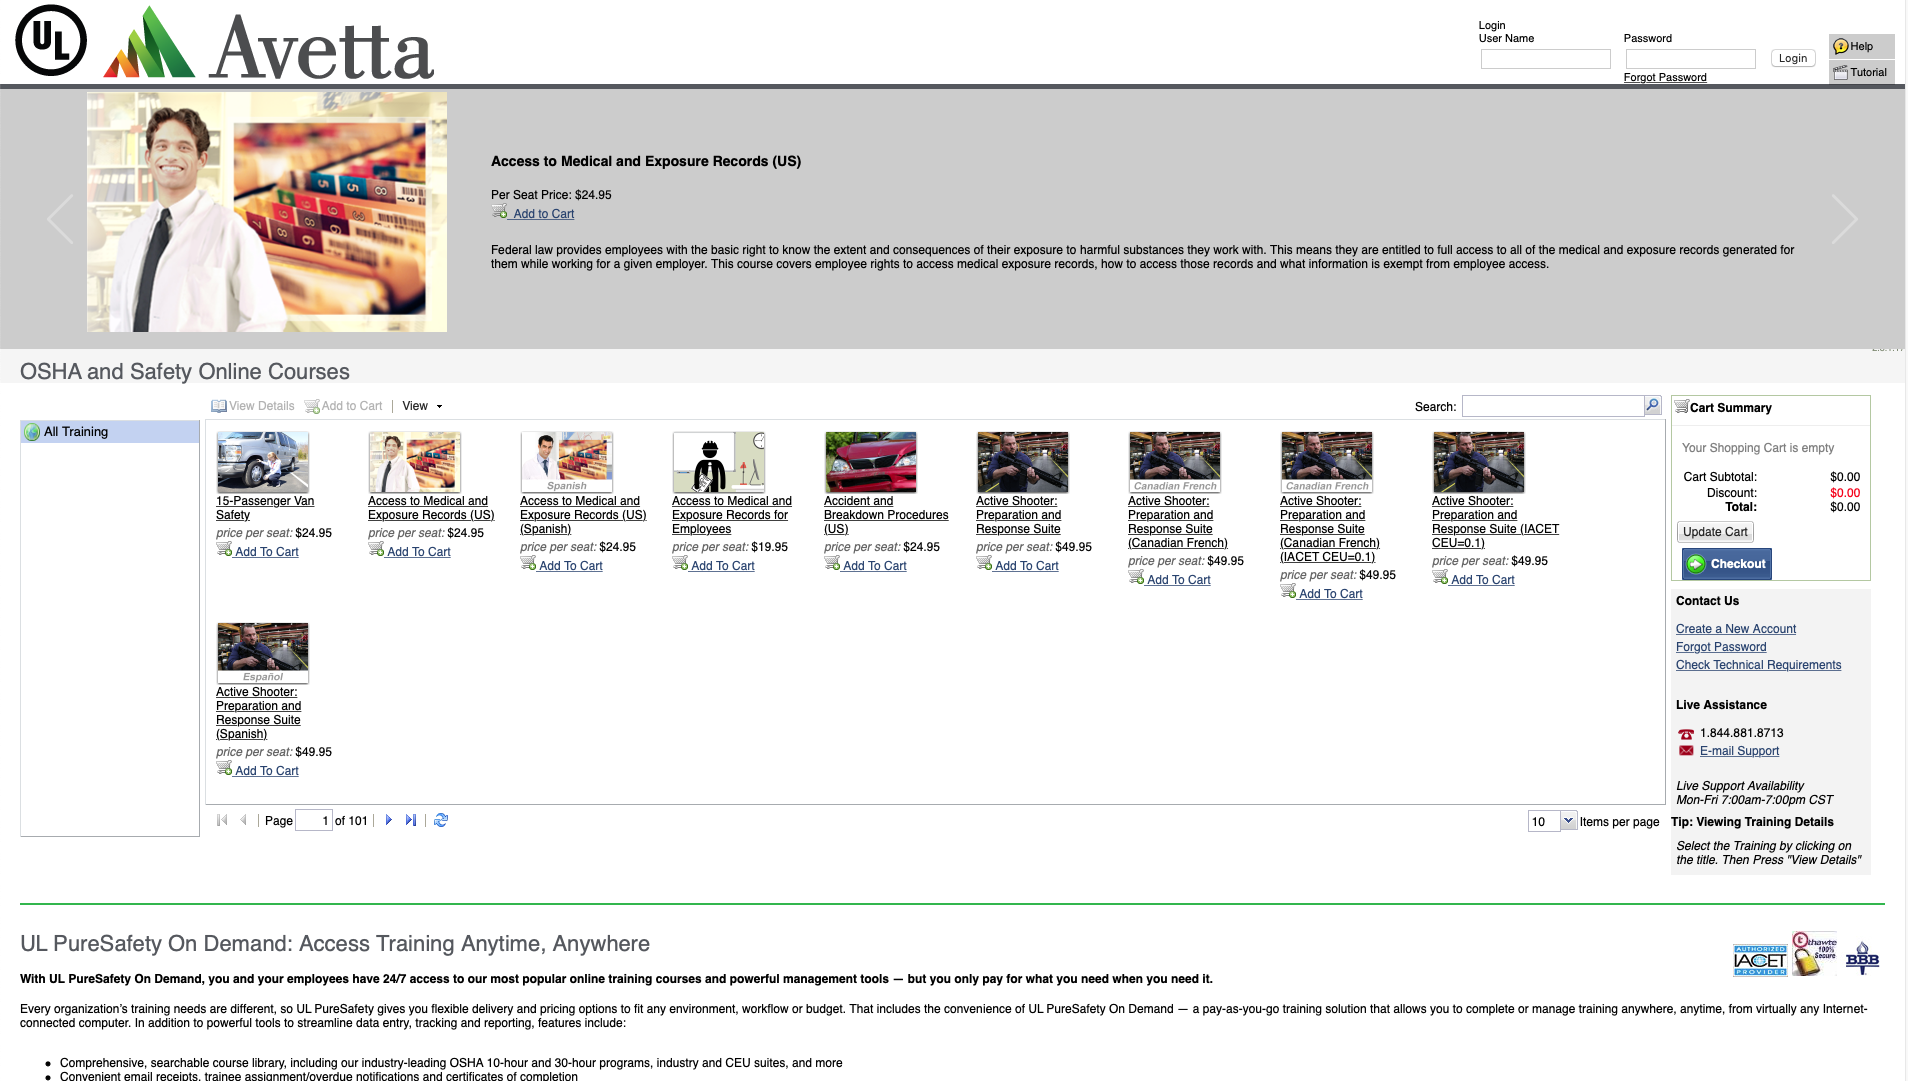 UL
Avetta
Login
User Name
Password
Forgot Password
Login
Help
Tutorial
Access to Medical and Exposure Records (US)
Per Seat Price: $24.95
Add to Cart
Federal law provides employees with the basic right to know the extent and consequences of their exposure to harmful substances they work with. This means they are entitled to full access to all of the medical and exposure records generated for
them while working for a given employer. This course covers employee rights to access medical exposure records, how to access those records and what information is exempt from employee access.
OSHA and Safety Online Courses
All Training
View Details
Add to Cart
View
Search:
15-Passenger Van
Safety
price per seat: $24.95
Add To Cart
Access to Medical and
Exposure Records (US)
price per seat: $24.95
Add To Cart
Spanish
Access to Medical and
Exposure Records (US)
(Spanish)
price per seat: $24.95
Add To Cart
Access to Medical and
Exposure Records for
Employees
price per seat: $19.95
Add To Cart
Accident and
Breakdown Procedures
(US)
price per seat: $24.95
Add To Cart
Active Shooter:
Preparation and
Response Suite
price per seat: $49.95
Add To Cart
Canadian French
Active Shooter:
Preparation and
Response Suite
(Canadian French)
price per seat: $49.95
Add To Cart
Canadian French
Active Shooter:
Preparation and
Response Suite
(Canadian French)
(IACET CEU=0.1)
price per seat: $49.95
Add To Cart
Active Shooter:
Preparation and
Response Suite (IACET
CEU=0.1)
price per seat: $49.95
Add To Cart
Español
Active Shooter:
Preparation and
Response Suite
(Spanish)
price per seat: $49.95
Add To Cart
Page 1 of 101
10 Items per page
Cart Summary
Your Shopping Cart is empty
Cart Subtotal: $0.00
Discount: $0.00
Total: $0.00
Update Cart
Checkout
Contact Us
Create a New Account
Forgot Password
Check Technical Requirements
Live Assistance
1.844.881.8713
E-mail Support
Live Support Availability
Mon-Fri 7:00am-7:00pm CST
Tip: Viewing Training Details
Select the Training by clicking on
the title. Then Press "View Details"
UL PureSafety On Demand: Access Training Anytime, Anywhere
AUTHORIZED
IACET
PROVIDER
thawte
100%
Secure
BBB
With UL PureSafety On Demand, you and your employees have 24/7 access to our most popular online training courses and powerful management tools — but you only pay for what you need when you need it.
Every organization's training needs are different, so UL PureSafety gives you flexible delivery and pricing options to fit any environment, workflow or budget. That includes the convenience of UL PureSafety On Demand — a pay-as-you-go training solution that allows you to complete or manage training anywhere, anytime, from virtually any Internet-
connected computer. In addition to powerful tools to streamline data entry, tracking and reporting, features include:
• Comprehensive, searchable course library, including our industry-leading OSHA 10-hour and 30-hour programs, industry and CEU suites, and more
• Convenient email receipts, trainee assignment/overdue notifications and certificates of completion